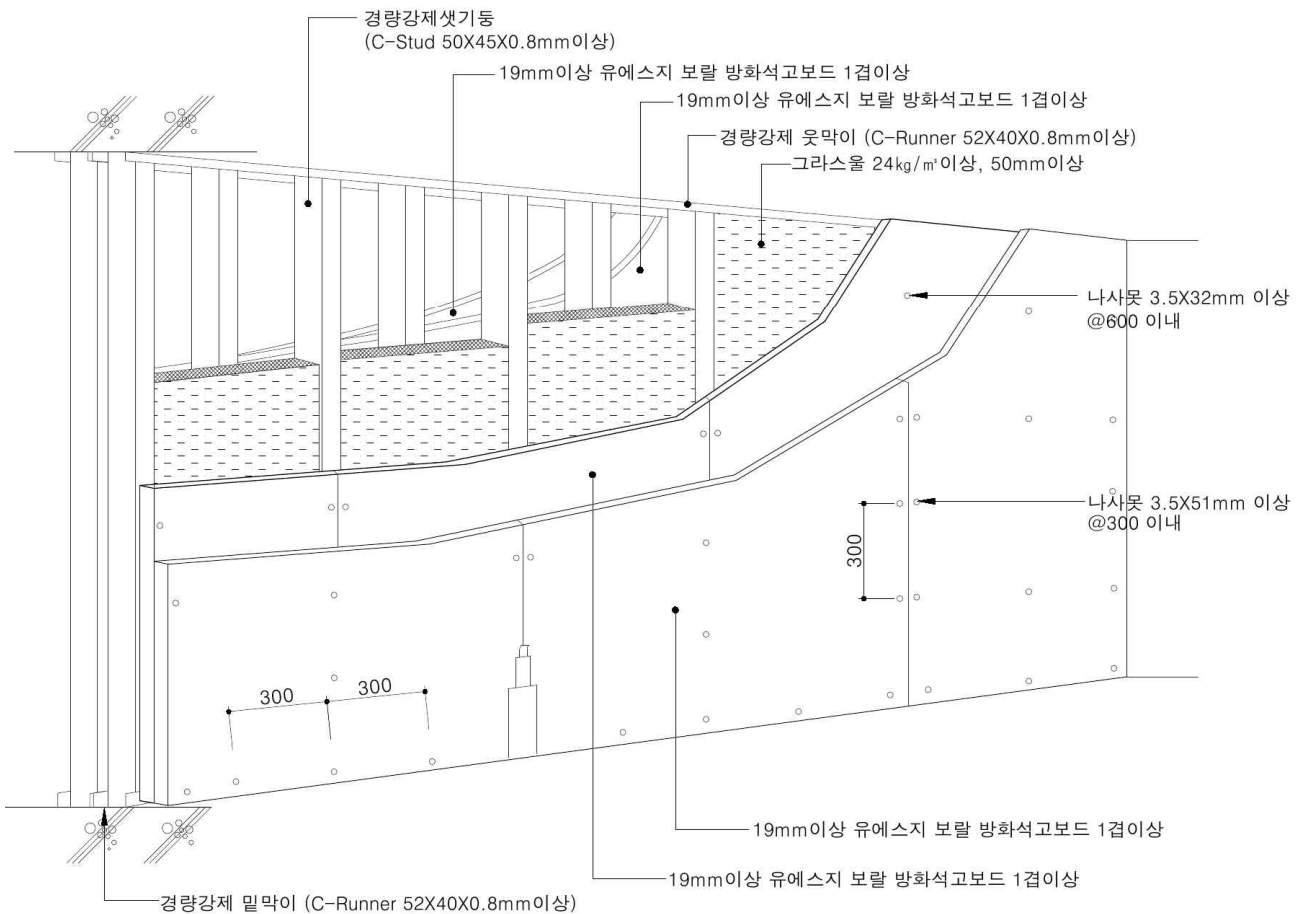 경량강제샛기둥
(C-Stud 50X45X0.8mm이상)
19mm이상 유에스지 보랄 방화석고보드 1겹이상
19mm이상 유에스지 보랄 방화석고보드 1겹이상
경량강제 웃막이 (C-Runner 52X40X0.8mm이상)
그라스울 24kg/㎥이상, 50mm이상
나사못 3.5X32mm 이상
@600 이내
나사못 3.5X51mm 이상
@300 이내
300
300
300
19mm이상 유에스지 보랄 방화석고보드 1겹이상
19mm이상 유에스지 보랄 방화석고보드 1겹이상
경량강제 밑막이 (C-Runner 52X40X0.8mm이상)